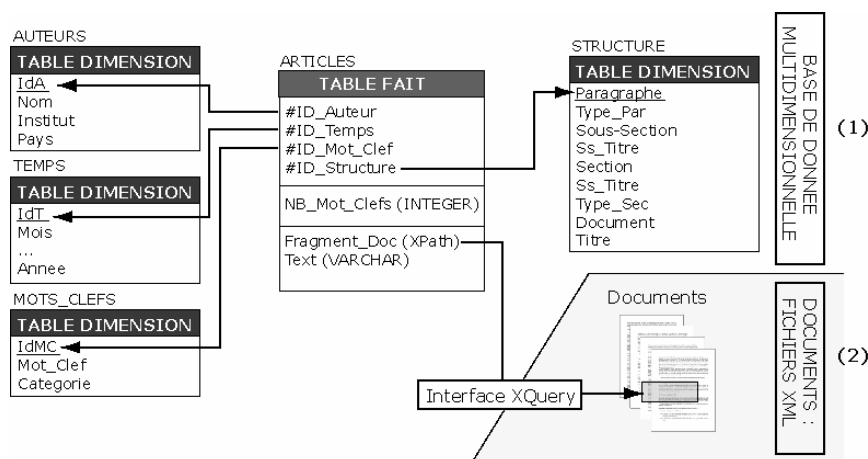 AUTEURS
TABLE DIMENSION
IdA
Nom
Institut
Pays
TEMPS
TABLE DIMENSION
IdT
Mois
...
Annee
MOTS_CLEFS
TABLE DIMENSION
IdMC
Mot_Clef
Categorie
ARTICLES
TABLE FAIT
#ID_Auteur
#ID_Temps
#ID_Mot_Clef
#ID_Structure
NB_Mot_Clefs (INTEGER)
Fragment_Doc (XPath)
Text (VARCHAR)
STRUCTURE
TABLE DIMENSION
Paragraphe
Type_Par
Sous-Section
Ss_Titre
Section
Ss_Titre
Type_Sec
Document
Titre
BASE DE DONNEE
MULTIDIMENSIONNELLE
(1)
Documents
Interface XQuery
DOCUMENTS :
FICHIERS XML
(2)